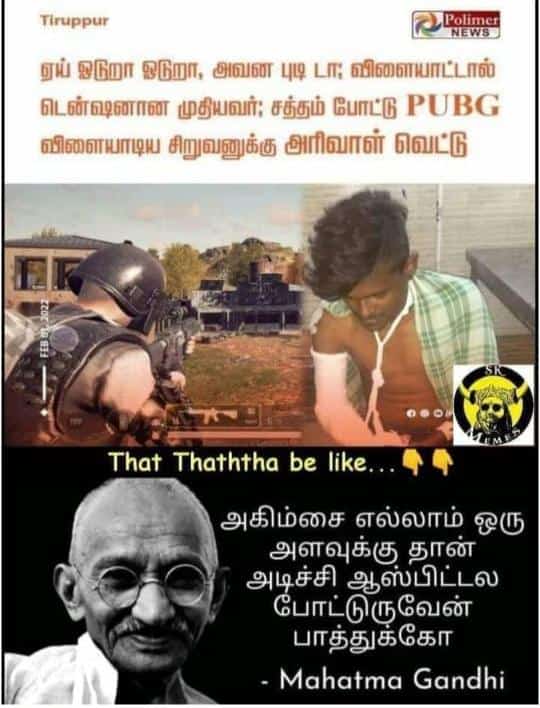 Tiruppur
Polimer
NEWS
ஏய் ஓடுறா ஓடுறா, அவன புடி டா; விளையாட்டால்
டென்ஷனான முதியவர்; சத்தம் போட்டு PUBG
விளையாடிய சிறுவனுக்கு அரிவாள் வெட்டு
FEB 01, 2022
SK
MEMES
That Thaththa be like...👇👇
அகிம்சை எல்லாம் ஒரு
அளவுக்கு தான்
அடிச்சி ஆஸ்பிட்டல
போட்டுருவேன்
பாத்துக்கோ
- Mahatma Gandhi